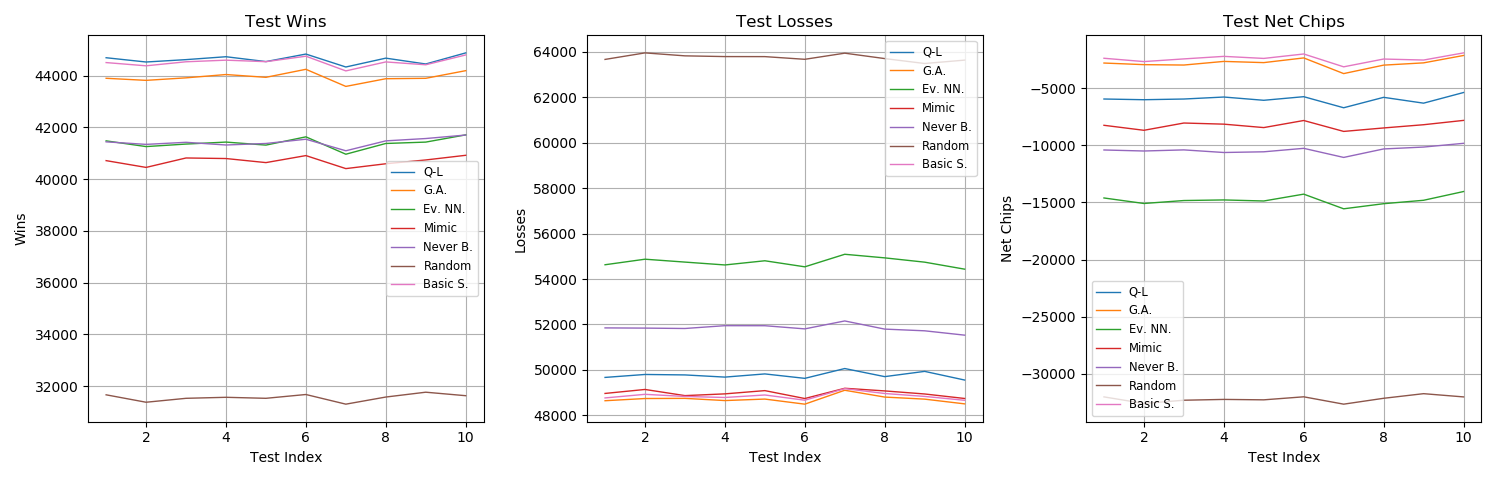 Test Wins
Wins
44000
42000
40000
38000
36000
34000
32000
2 4 6 8 10
Test Index
Q-L
G.A.
Ev. NN.
Mimic
Never B.
Random
Basic S.
Test Losses
Losses
64000
62000
60000
58000
56000
54000
52000
50000
48000
2 4 6 8 10
Test Index
Q-L
G.A.
Ev. NN.
Mimic
Never B.
Random
Basic S.
Test Net Chips
Net Chips
−5000
−10000
−15000
−20000
−25000
−30000
2 4 6 8 10
Test Index
Q-L
G.A.
Ev. NN.
Mimic
Never B.
Random
Basic S.